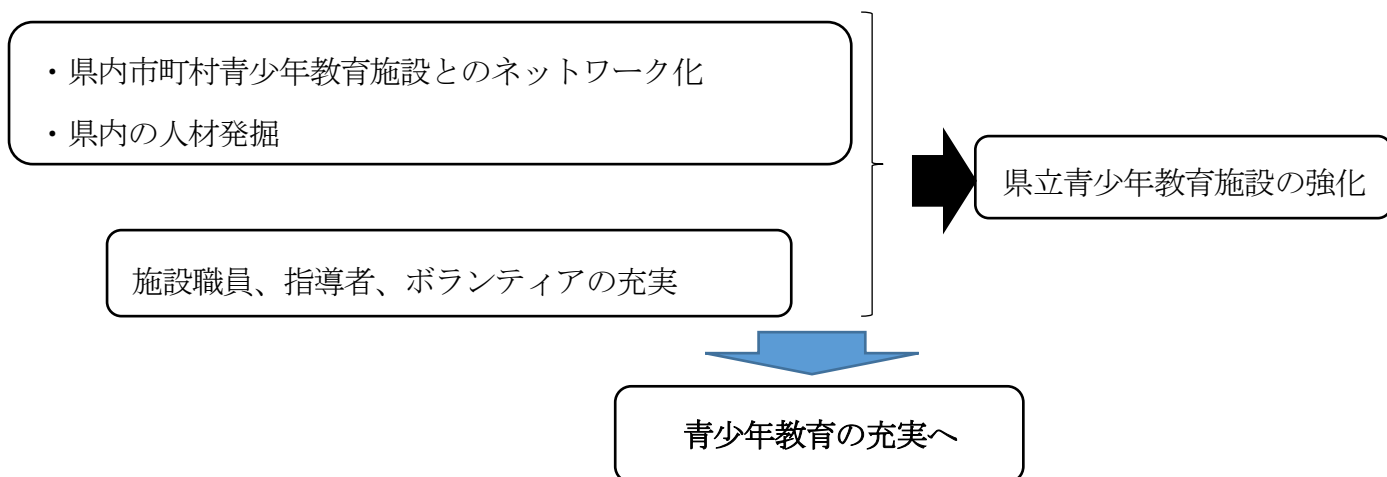 ・県内市町村青少年教育施設とのネットワーク化
・県内の人材発掘
県立青少年教育施設の強化
施設職員、指導者、ボランティアの充実
青少年教育の充実へ